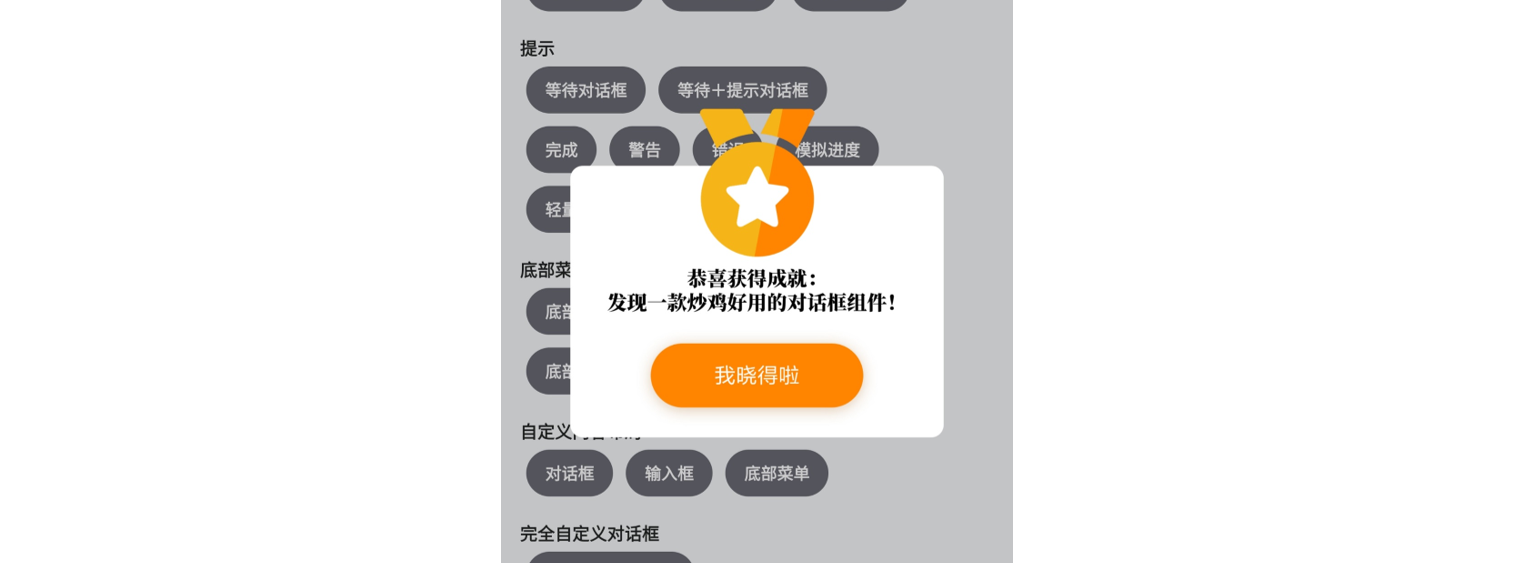 提示
等待对话框
等待+提示对话框
完成
警告
错误
模拟进度
轻量
恭喜获得成就：
发现一款炒鸡好用的对话框组件！
底部菜
底部
我晓得啦
底部
自定义
对话框
输入框
底部菜单
完全自定义对话框